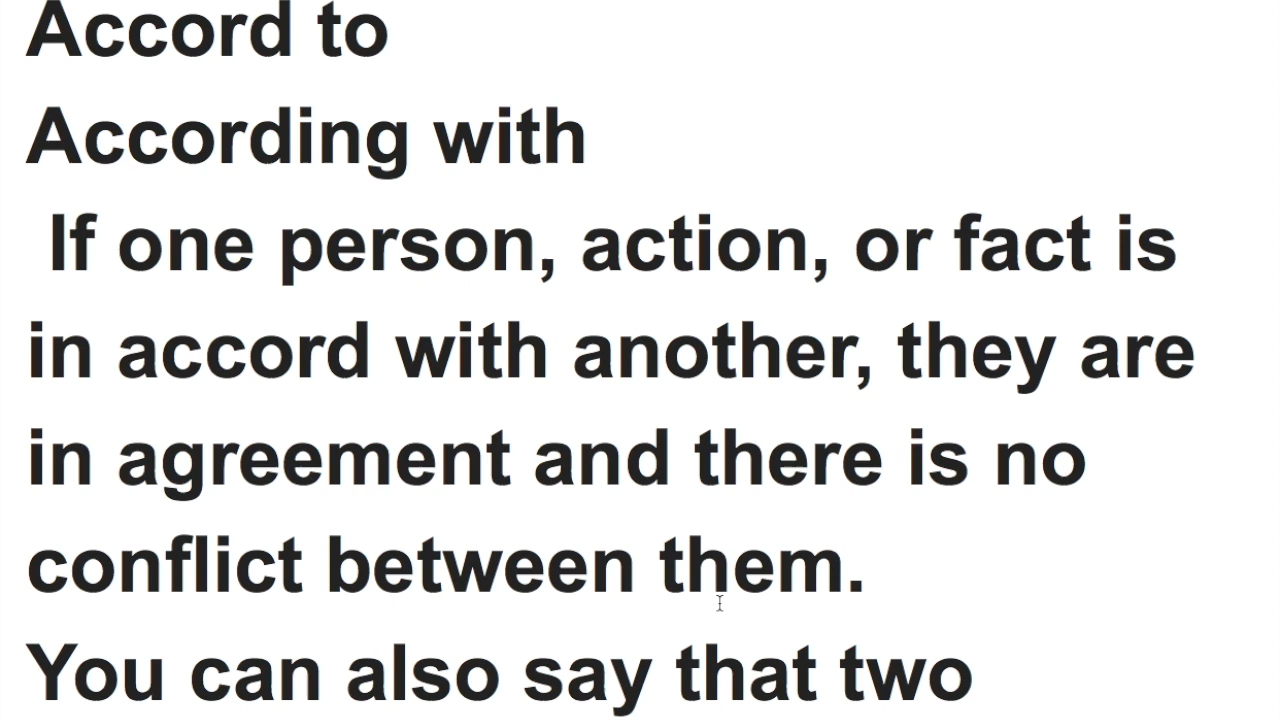 Accord to
According with
If one person, action, or fact is
in accord with another, they are
in agreement and there is no
conflict between them.
You can also say that two